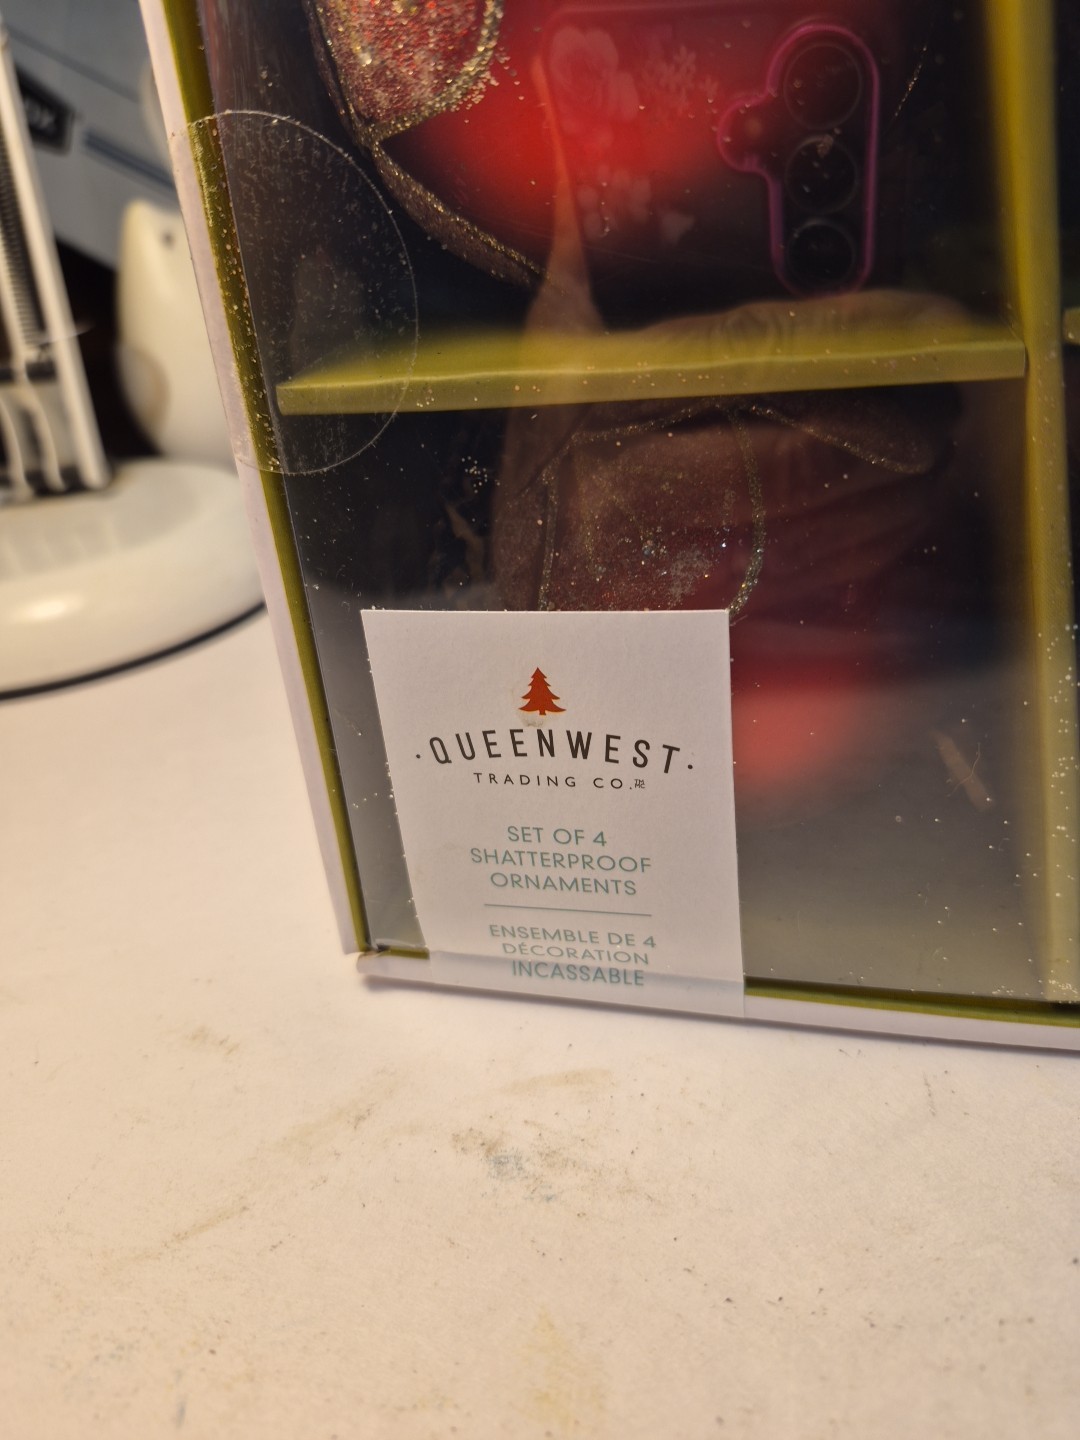 ·QUEENWEST·
TRADING CO.
SET OF 4
SHATTERPROOF
ORNAMENTS
ENSEMBLE DE 4
DÉCORATION
INCASSABLE